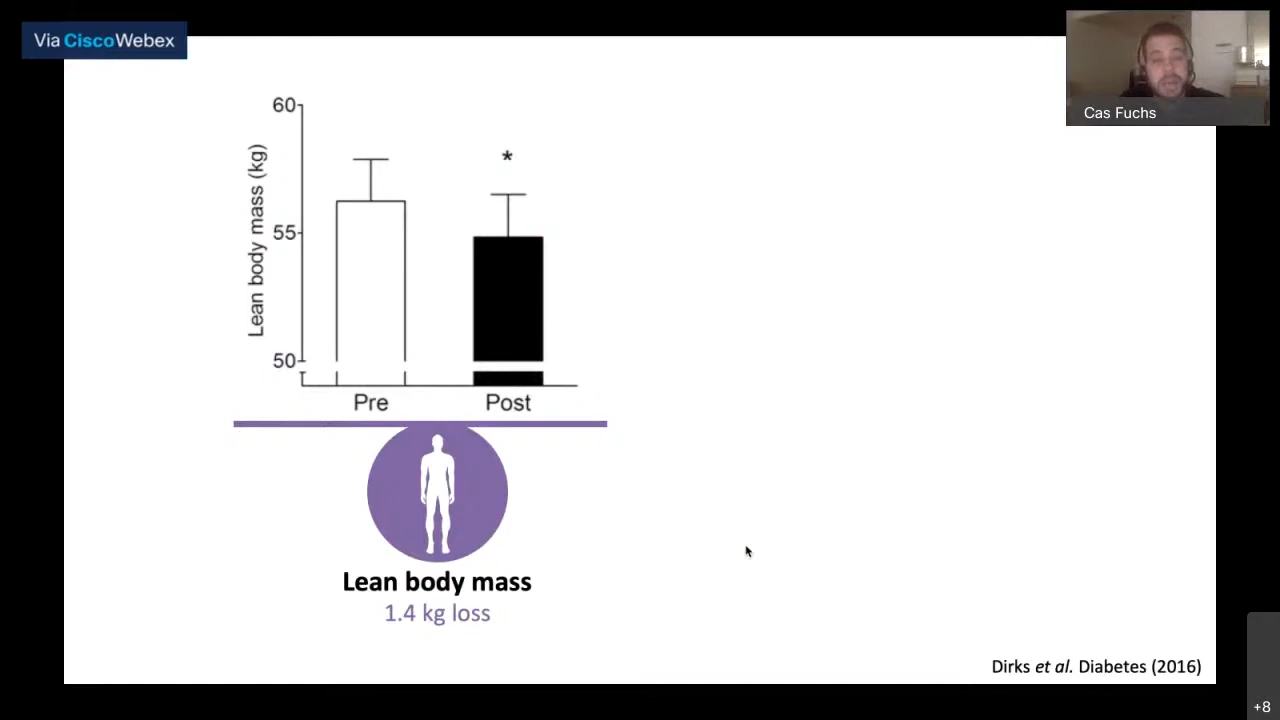 Via CiscoWebex
Cas Fuchs
60
55
50
Lean body mass (kg)
*
Pre
Post
Lean body mass
1.4 kg loss
Dirks et al. Diabetes (2016)
+8